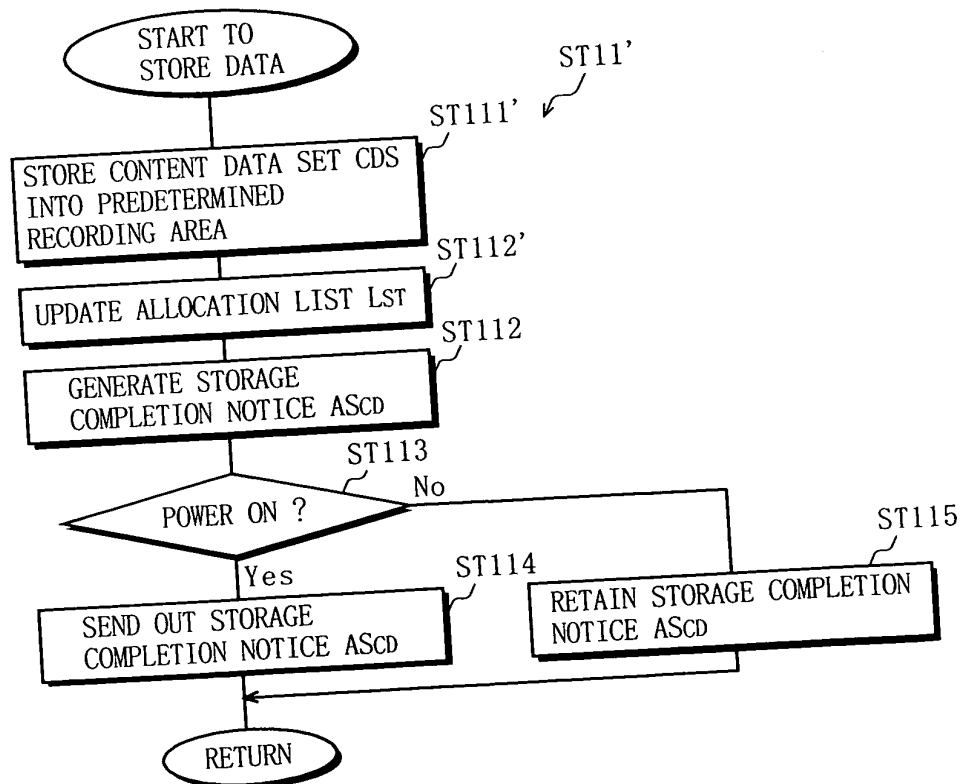 START TO
STORE DATA
ST11'
ST111'
STORE CONTENT DATA SET CDS
INTO PREDETERMINED
RECORDING AREA
ST112'
UPDATE ALLOCATION LIST LST
ST112
GENERATE STORAGE
COMPLETION NOTICE ASCD
ST113
POWER ON ?
No
Yes
ST114
SEND OUT STORAGE
COMPLETION NOTICE ASCD
ST115
RETAIN STORAGE COMPLETION
NOTICE ASCD
RETURN